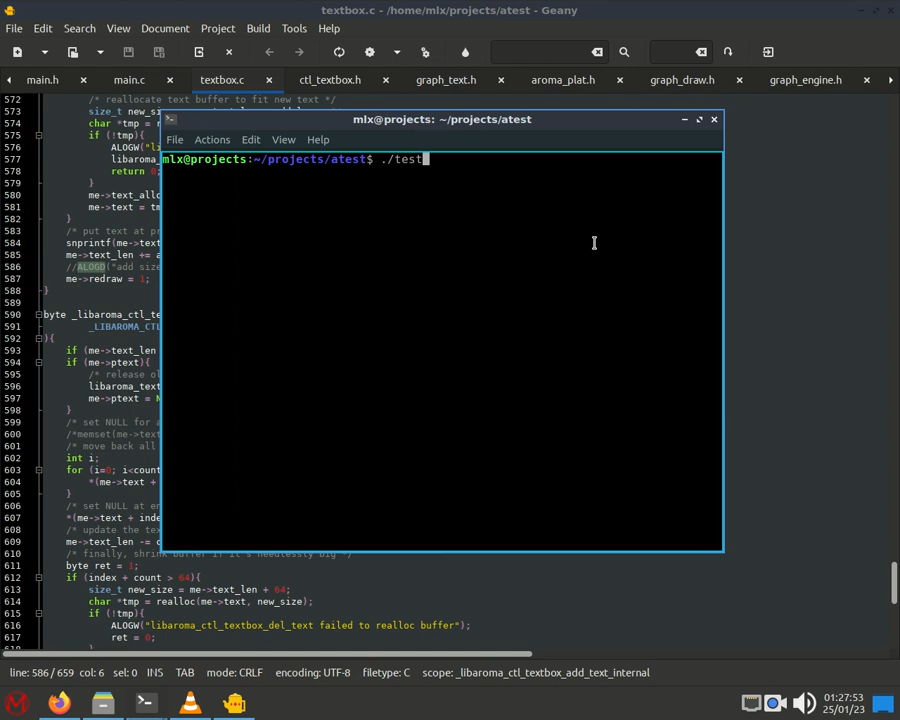 textbox.c - /home/mlx/projects/atest - Geany
File Edit Search View Document Project Build Tools Help
main.h main.c textbox.c ctl_textbox.h graph_text.h aroma_plat.h graph_draw.h graph_engine.h
572 /* reallocate text buffer to fit new text */
573 size_t new_s
574 char *tmp = r
575 if (!tmp){
576 ALOGW("l
577 libaroma_
578 return 0;
579 }
580 me->text_allo
581 me->text = tm
582 }
583 /* put text at pr
584 snprintf(me->text
585 me->text_len += a
586 //ALOGD("add size
587 me->redraw = 1;
588 }
590 byte _libaroma_ctl_te
591 _LIBAROMA_CTL
592 ){
593 if (me->text_len
594 if (me->ptext){
595 /* release ol
596 libaroma_text
597 me->ptext = N
598 }
599 /* set NULL for a
600 /*memset(me->text
601 /* move back all
602 int i;
603 for (i=0; i<count
604 *(me->text +
605 }
606 /* set NULL at en
607 *(me->text + inde
608 /* update the tex
609 me->text_len -= c
610 /* finally, shrink buffer if it's needlessly big */
611 byte ret = 1;
612 if (index + count > 64){
613 size_t new_size = me->text_len + 64;
614 char *tmp = realloc(me->text, new_size);
615 if (!tmp){
616 ALOGW("libaroma_ctl_textbox_del_text failed to realloc buffer");
617 ret = 0;
mlx@projects: ~/projects/atest
File Actions Edit View Help
mlx@projects:~/projects/atest$ ./test
line: 586 / 659 col: 6 sel: 0 INS TAB mode: CRLF encoding: UTF-8 filetype: C scope: _libaroma_ctl_textbox_add_text_internal
01:27:53
25/01/23